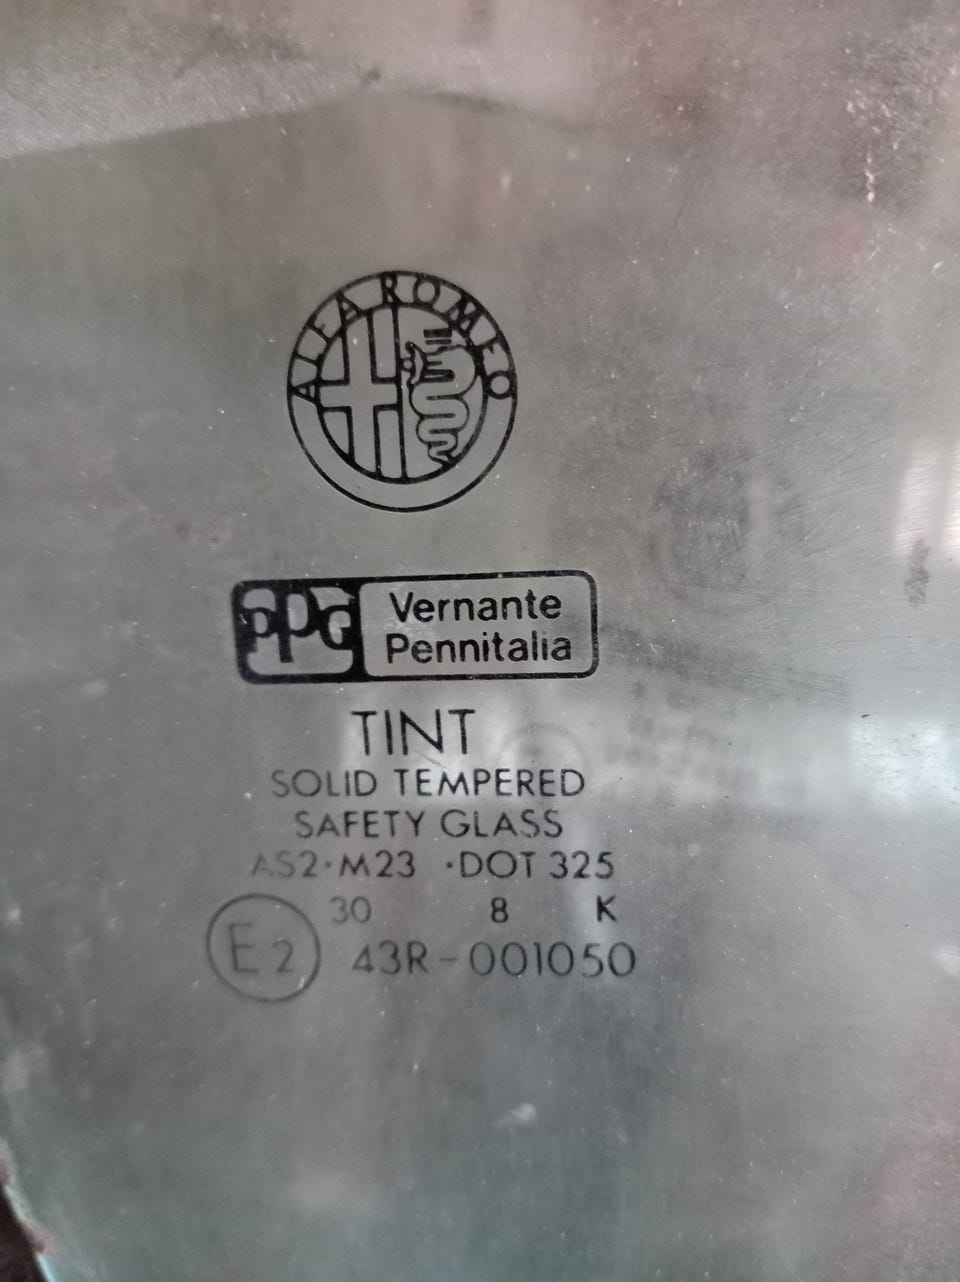 ALFA ROMEO
PPG
Vernante
Pennitalia
TINT
SOLID TEMPERED
SAFETY GLASS
AS2·M23 ·DOT 325
30 8 K
E2 43R-001050